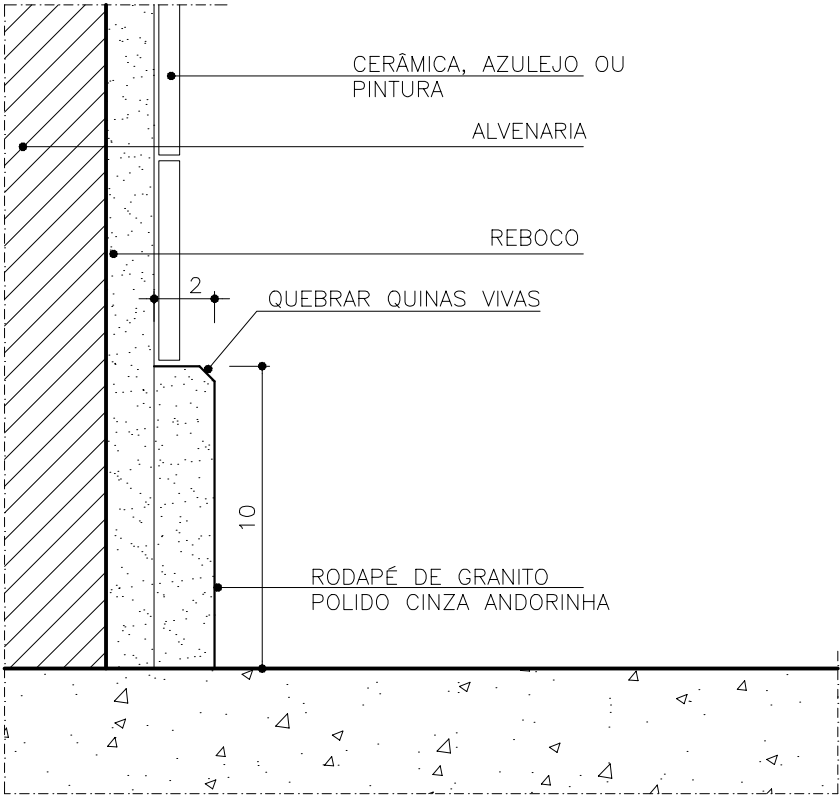 CERÂMICA, AZULEJO OU
PINTURA
ALVENARIA
REBOCO
2
QUEBRAR QUINAS VIVAS
10
RODAPÉ DE GRANITO
POLIDO CINZA ANDORINHA